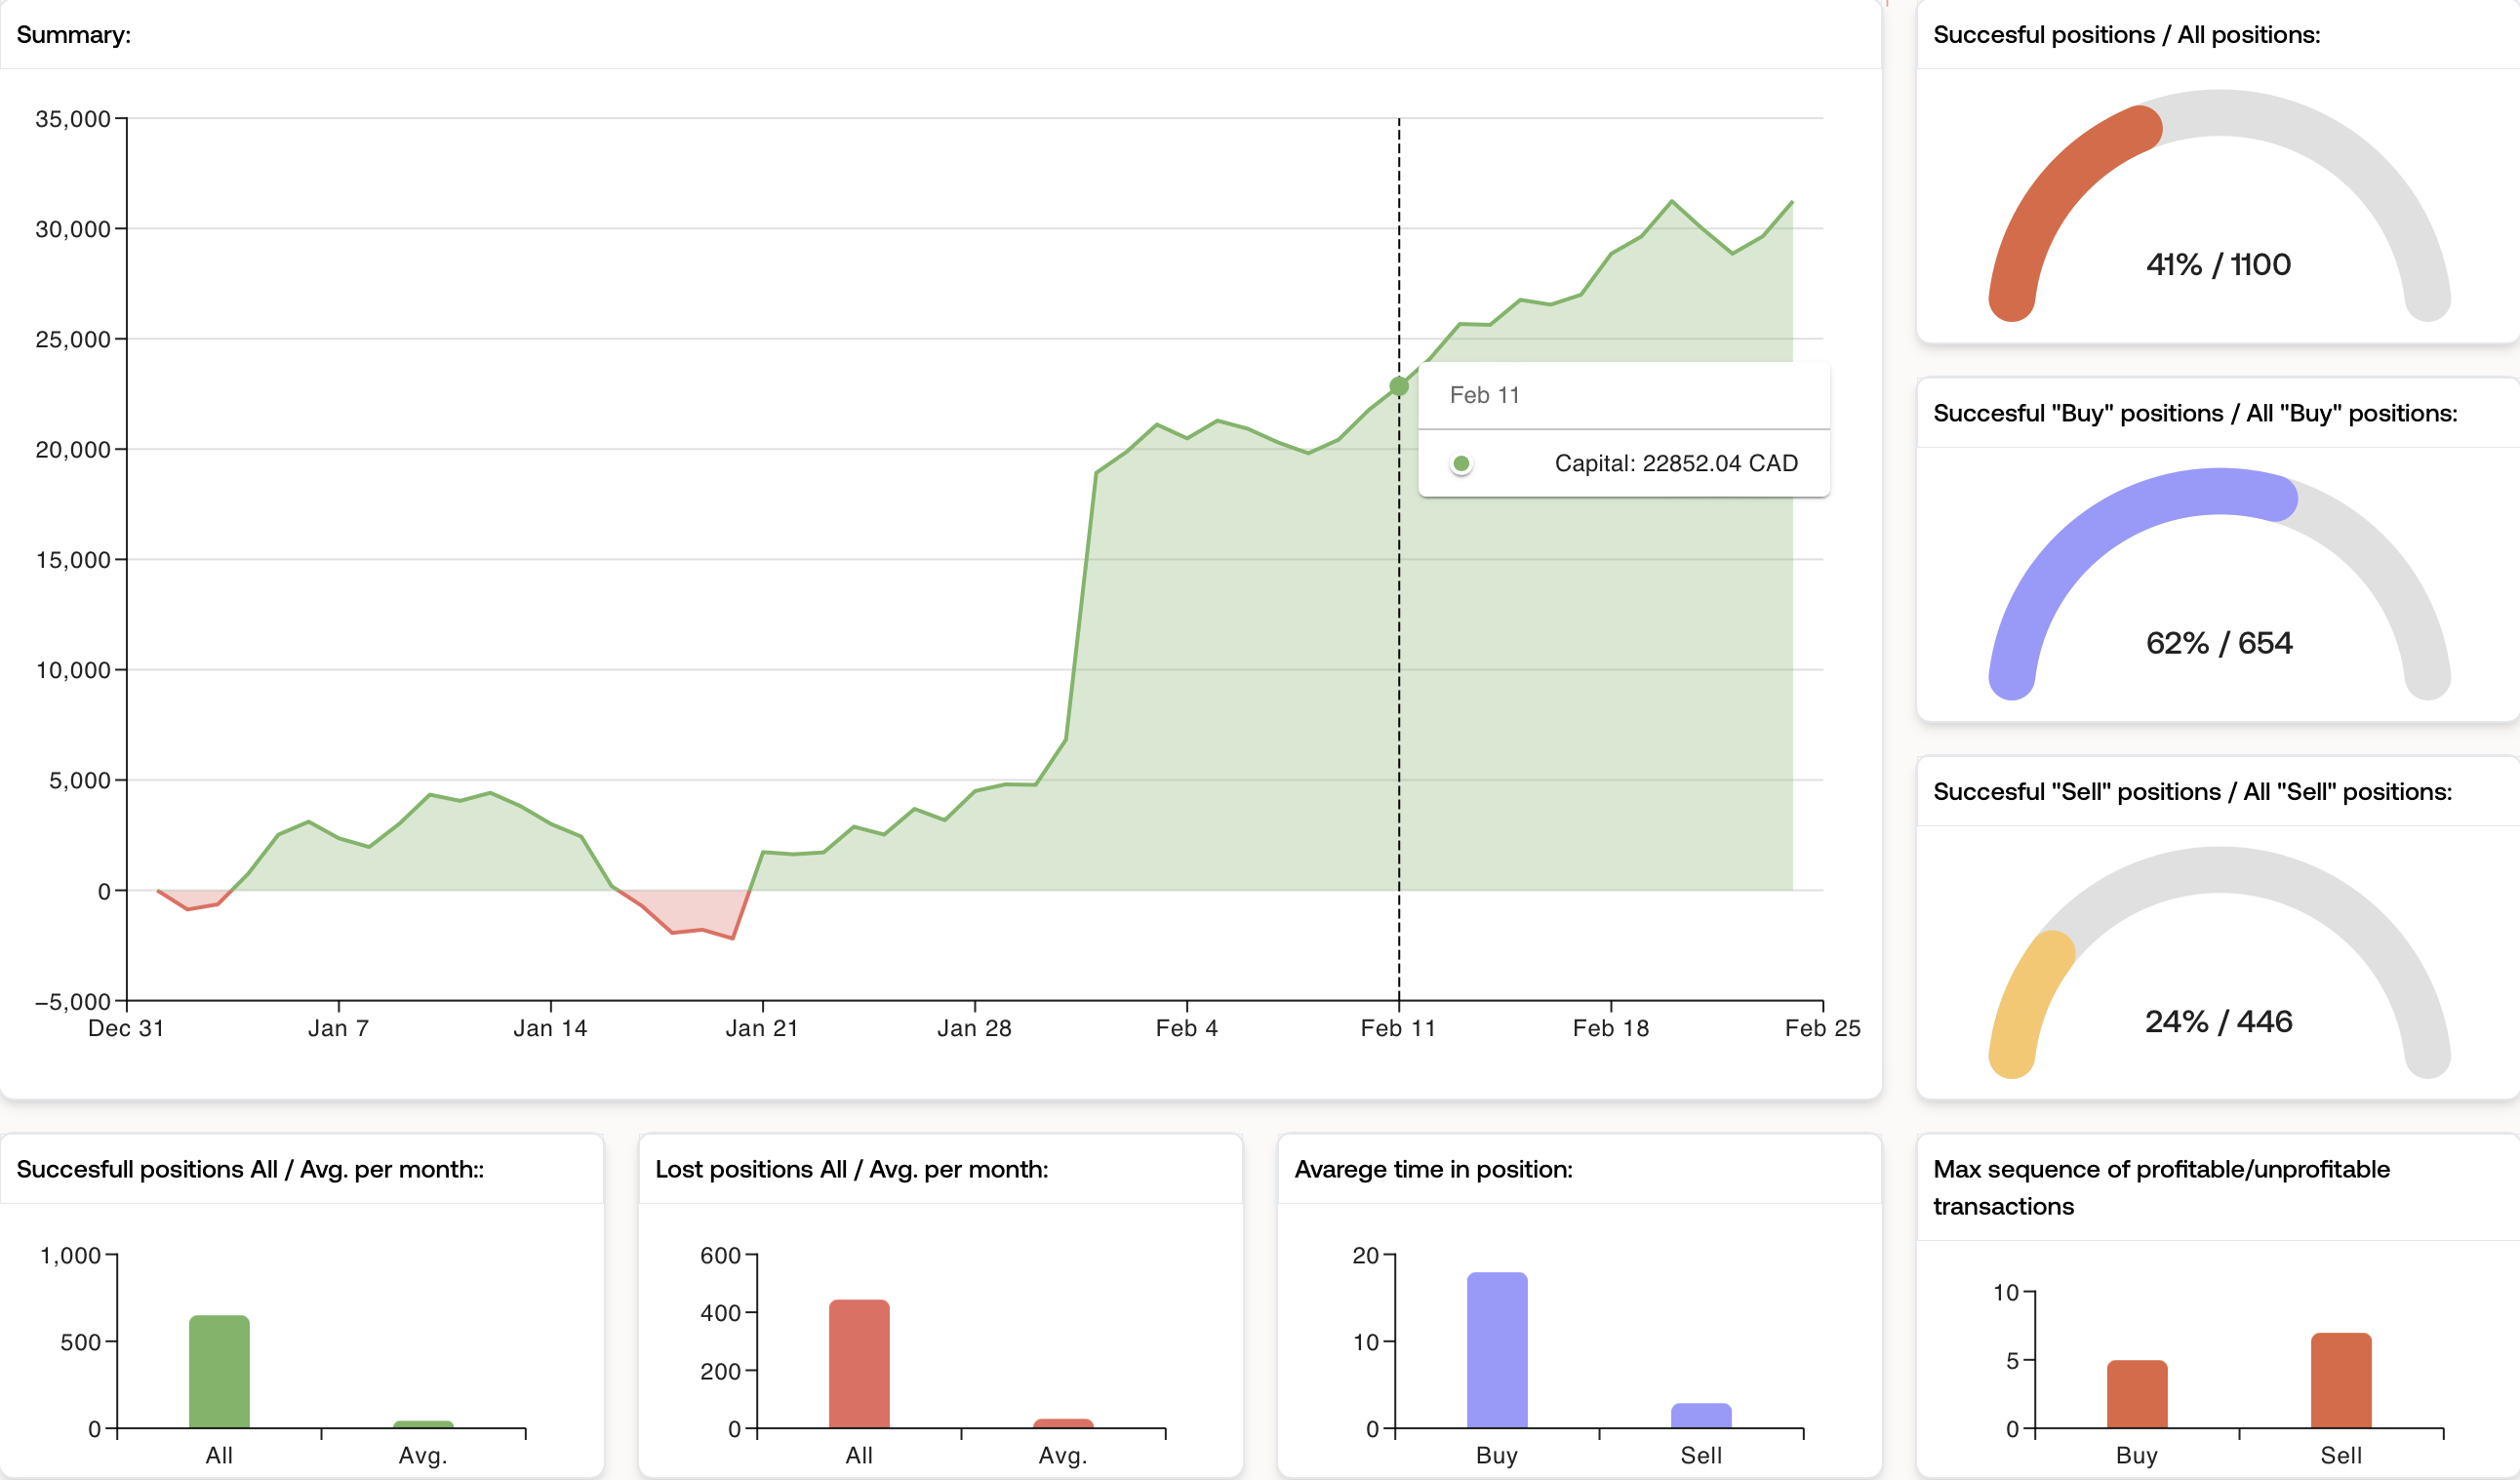 Summary:
35,000
30,000
25,000
20,000
15,000
10,000
5,000
0
−5,000
Dec 31
Jan 7
Jan 14
Jan 21
Jan 28
Feb 4
Feb 11
Feb 18
Feb 25
Feb 11
Capital: 22852.04 CAD
Succesful positions / All positions:
41% / 1100
Succesful "Buy" positions / All "Buy" positions:
62% / 654
Succesful "Sell" positions / All "Sell" positions:
24% / 446
Succesfull positions All / Avg. per month::
1,000
500
0
All
Avg.
Lost positions All / Avg. per month:
600
400
200
0
All
Avg.
Avarege time in position:
20
10
0
Buy
Sell
Max sequence of profitable/unprofitable
transactions
10
5
0
Buy
Sell